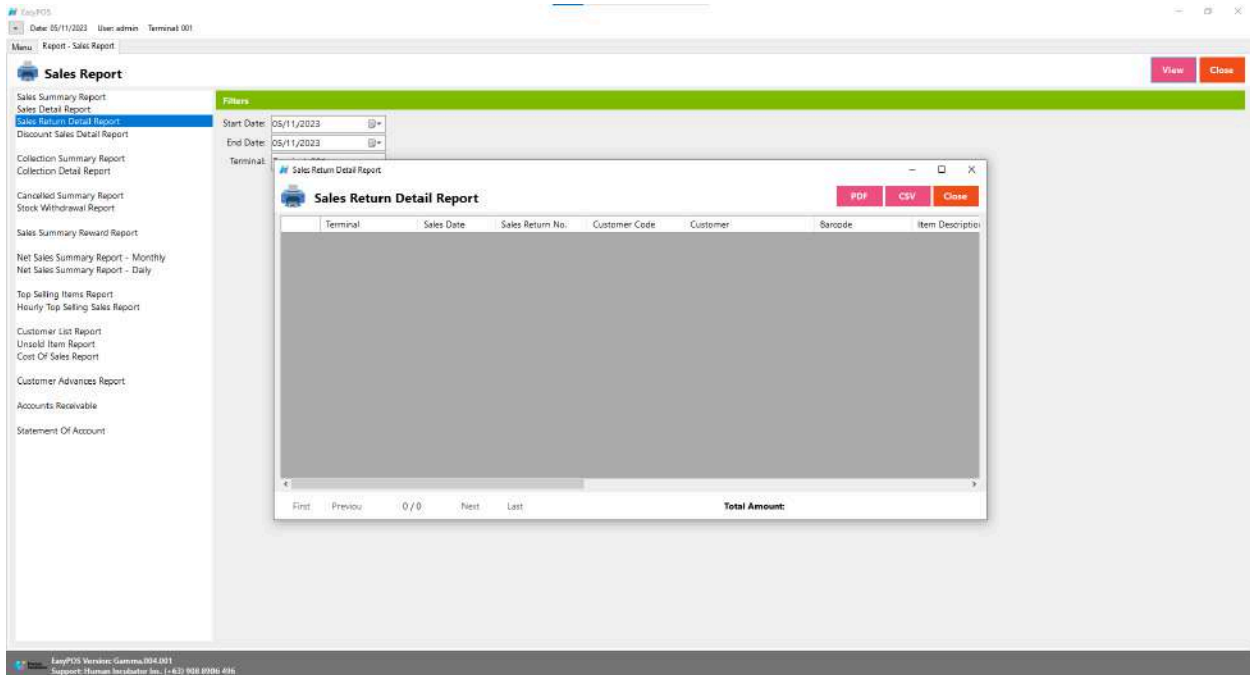 EasyPOS
Date: 05/11/2023 User: admin Terminal: 001
Menu Report - Sales Report
Sales Report
View Close
Sales Summary Report
Sales Detail Report
Sales Return Detail Report
Discount Sales Detail Report
Collection Summary Report
Collection Detail Report
Cancelled Summary Report
Stock Withdrawal Report
Sales Summary Reward Report
Net Sales Summary Report - Monthly
Net Sales Summary Report - Daily
Top Selling Items Report
Hourly Top Selling Sales Report
Customer List Report
Unsold Item Report
Cost Of Sales Report
Customer Advances Report
Accounts Receivable
Statement Of Account
Filters
Start Date: 05/11/2023
End Date: 05/11/2023
Terminal:
Sales Return Detail Report
Sales Return Detail Report
PDF CSV Close
Terminal Sales Date Sales Return No. Customer Code Customer Barcode Item Descriptio
First Previou 0 / 0 Next Last Total Amount:
EasyPOS Version: Gamma.004.001
Support: Human Incubator Inc. (+63) 908 8906 496